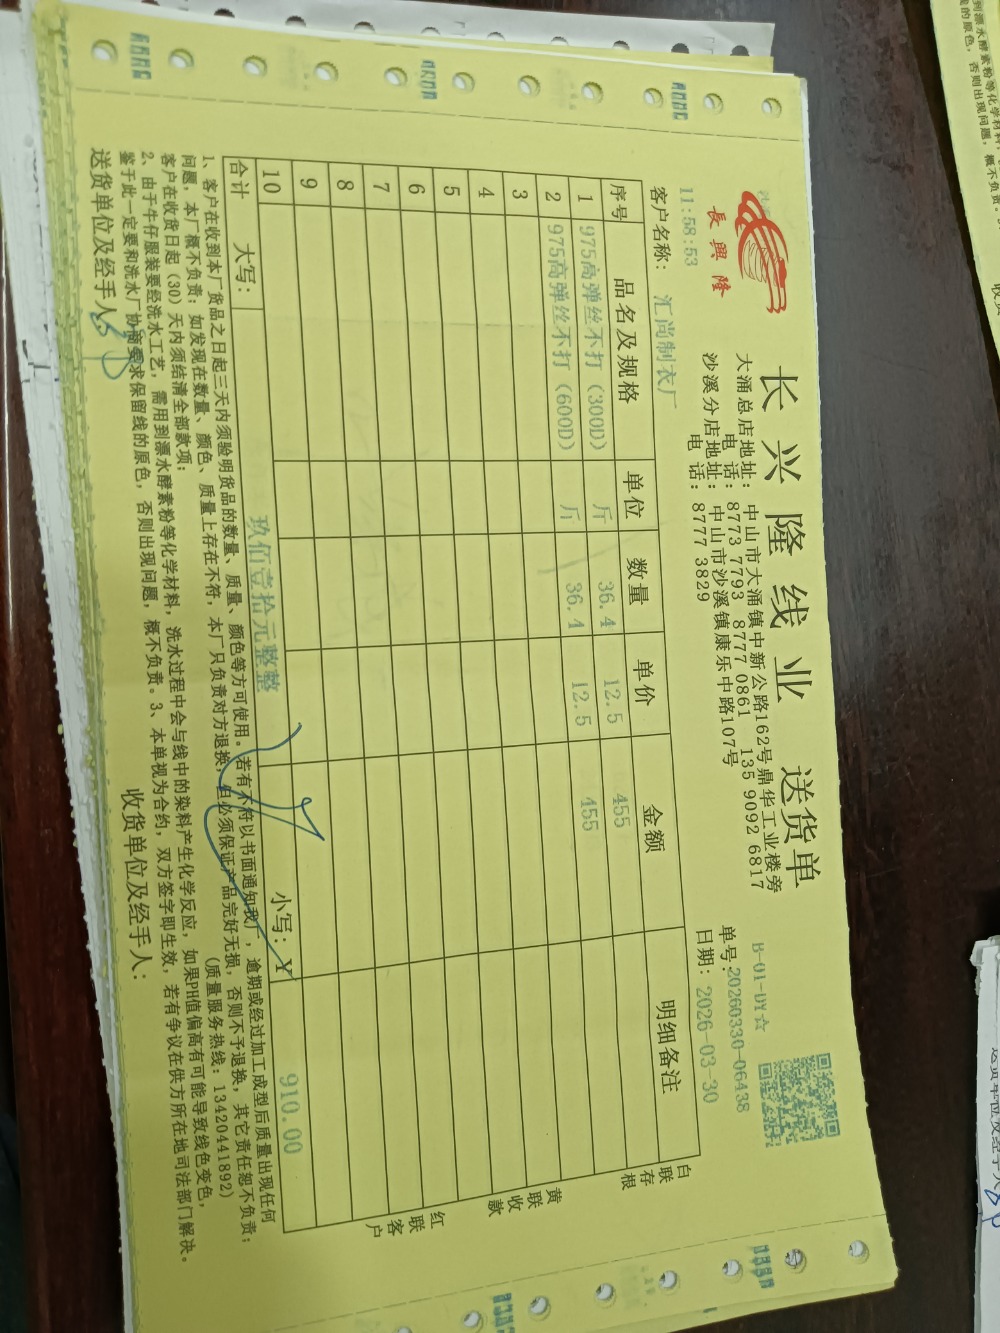 長興隆
长兴隆线业 送货单
大涌总店地址：中山市大涌镇中新公路162号鼎华工业楼旁
电 话：8773 7793 8777 0861 135 9092 6817
沙溪分店地址：中山市沙溪镇康乐中路107号
电 话：8777 3829
B-01-DY☆
单号：20260330-06438
日期：2026-03-30
11:58:53
客户名称：汇尚制衣厂
序号 品名及规格 单位 数量 单价 金额 明细备注
1 975高弹丝不打（300D） 斤 36.4 12.5 455
2 975高弹丝不打（600D） 斤 36.4 12.5 455
3
4
5
6
7
8
9
10
合计 大写：玖佰壹拾元整整 小写：¥ 910.00
白联存根
黄联收款
红联客户
1、客户在收到本厂货品之日起三天内须验明货品的数量、质量、颜色等方可使用。若有不符以书面通知我厂，逾期或经过加工成型后质量出现任何
问题，本厂概不负责；如发现在数量、颜色、质量上存在不符，本厂只负责对方退换，但必须保证产品完好无损，否则不予退换，其它责任恕不负责；
客户在收货日起（30）天内须结清全部款项； （质量服务热线：13420441892）
2、由于牛仔服装要经洗水工艺，需用到漂水酵素粉等化学材料，洗水过程中会与线中的染料产生化学反应，如果PH值偏高有可能导致线色变色，
鉴于此一定要和洗水厂协商要求保留线的原色，否则出现问题，概不负责。3、本单视为合约，双方签字即生效，若有争议在供方所在地司法部门解决。
送货单位及经手人： 收货单位及经手人：